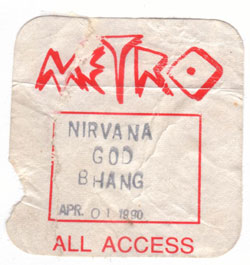 METRO
NIRVANA
GOD
BHANG
APR. 01 1990
ALL ACCESS